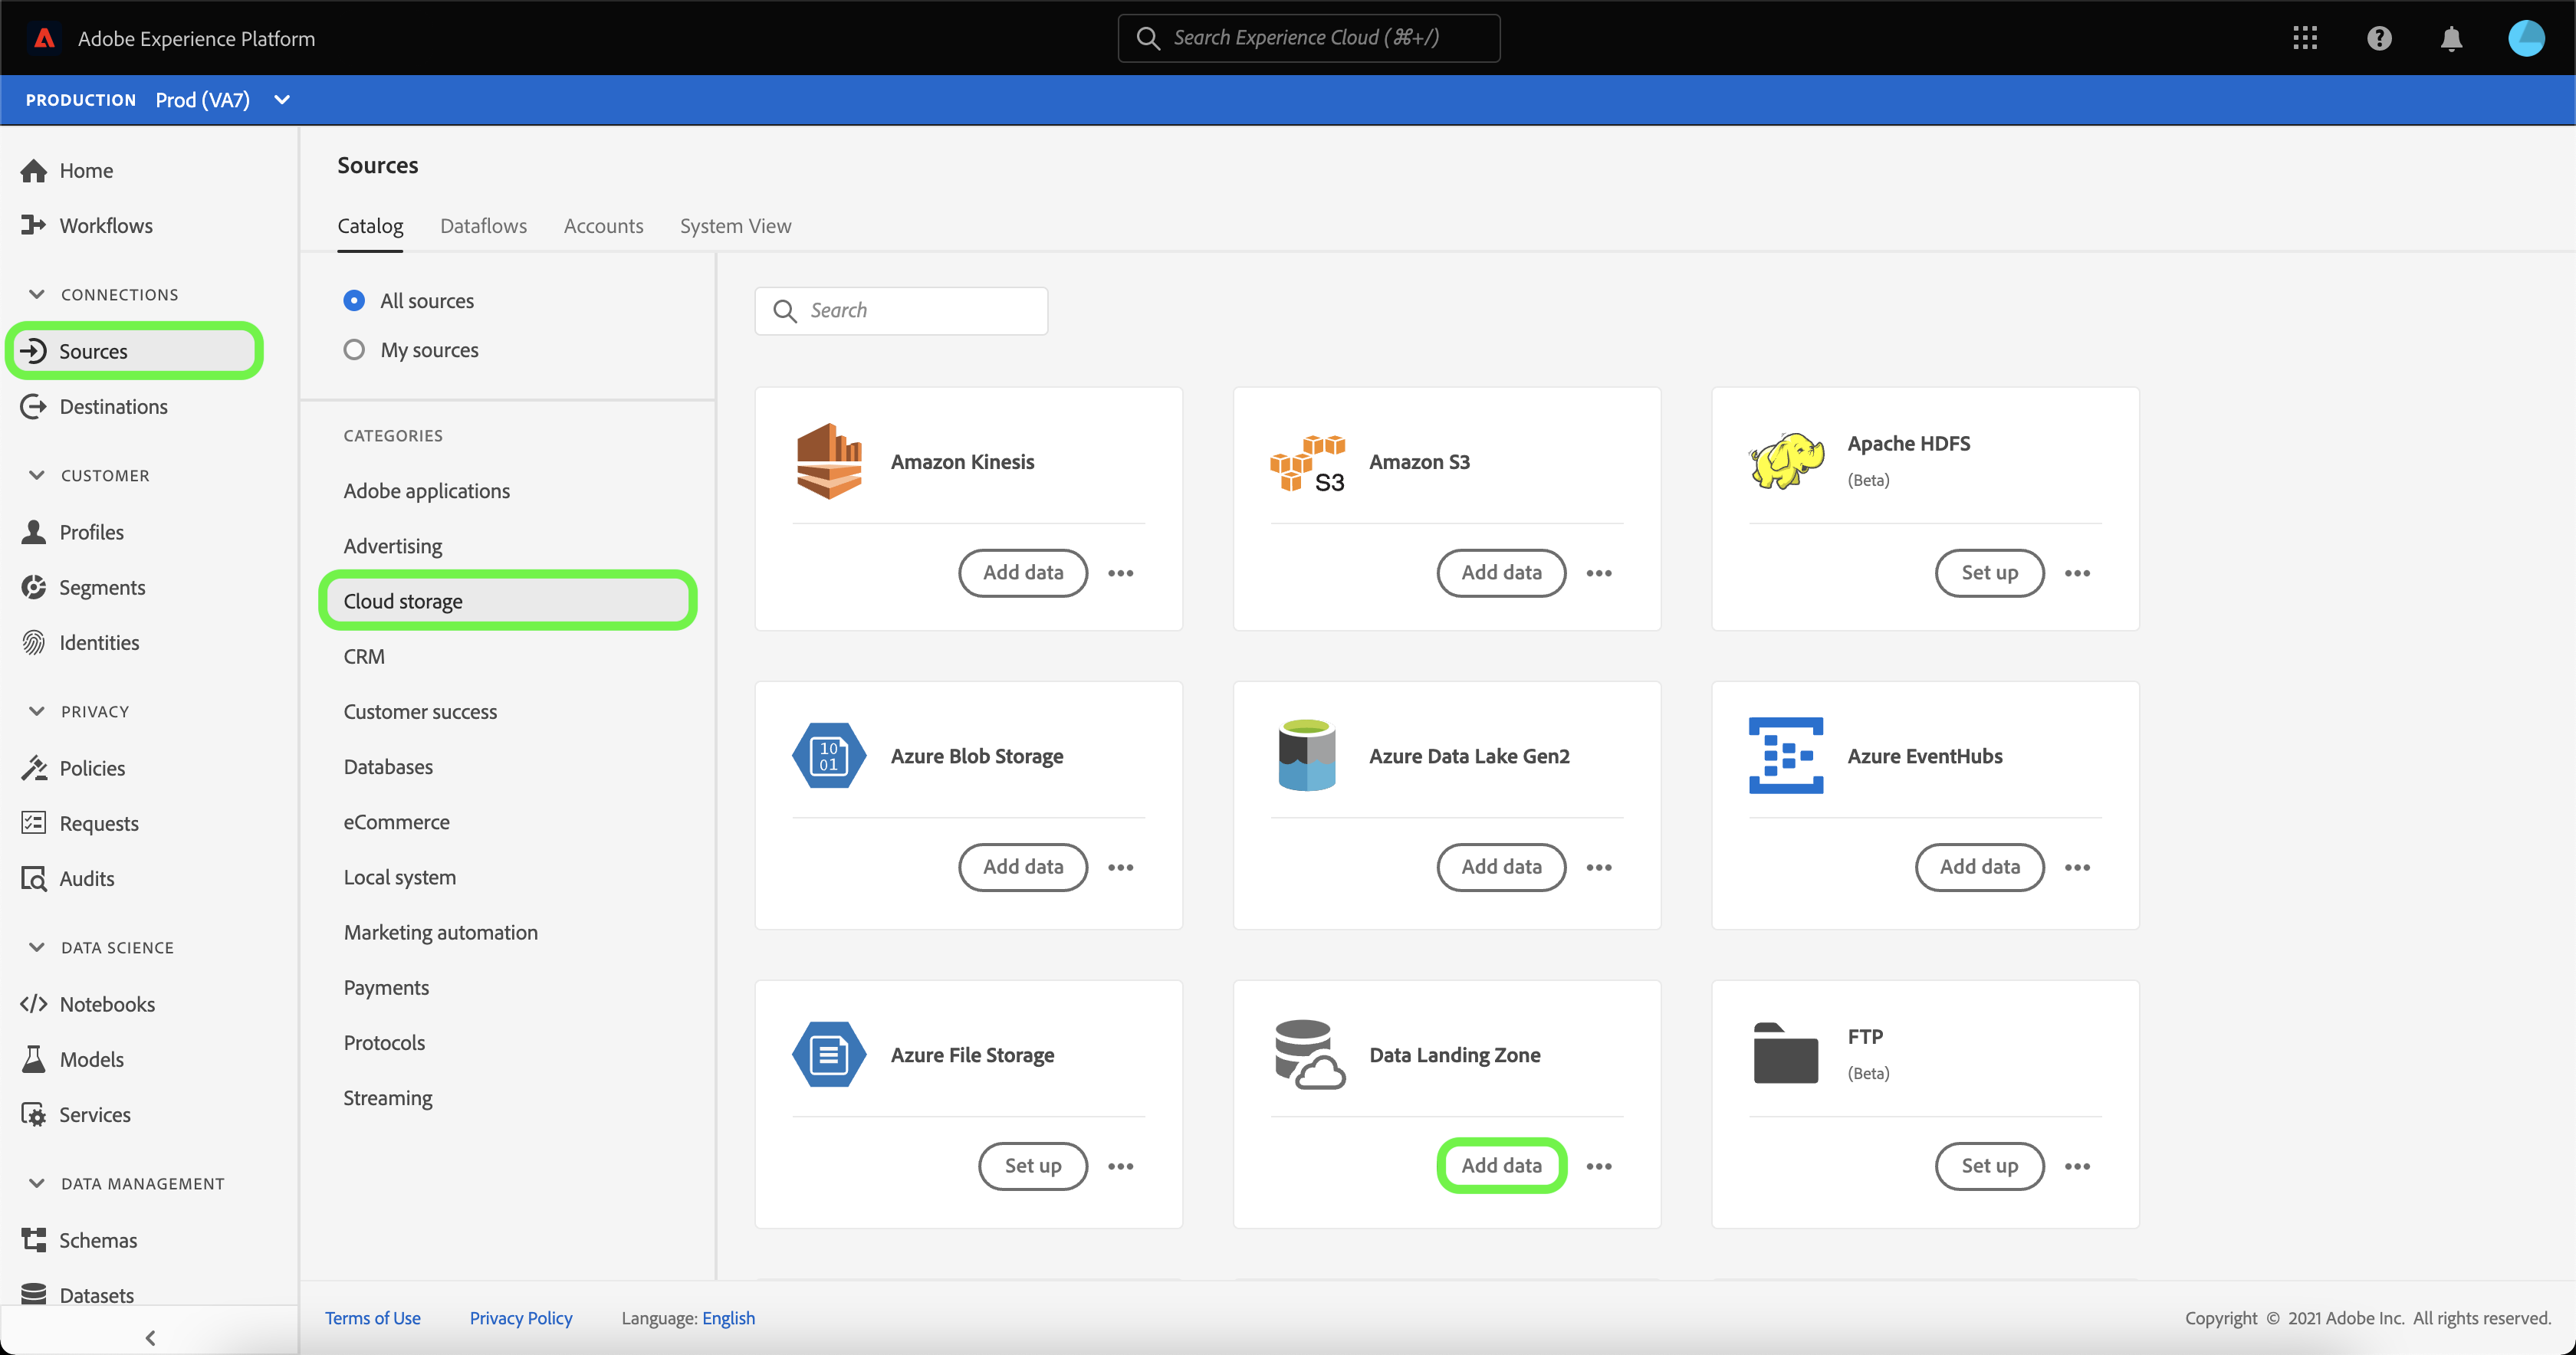 Adobe Experience Platform
Search Experience Cloud (⌘+/)
PRODUCTION Prod (VA7)
Home
Workflows
CONNECTIONS
Sources
Destinations
CUSTOMER
Profiles
Segments
Identities
PRIVACY
Policies
Requests
Audits
DATA SCIENCE
Notebooks
Models
Services
DATA MANAGEMENT
Schemas
Datasets
Sources
Catalog Dataflows Accounts System View
All sources
My sources
CATEGORIES
Adobe applications
Advertising
Cloud storage
CRM
Customer success
Databases
eCommerce
Local system
Marketing automation
Payments
Protocols
Streaming
Search
Amazon Kinesis
Add data
S3
Amazon S3
Add data
Apache HDFS
(Beta)
Set up
10
01
Azure Blob Storage
Add data
Azure Data Lake Gen2
Add data
Azure EventHubs
Add data
Azure File Storage
Set up
Data Landing Zone
Add data
FTP
(Beta)
Set up
Terms of Use Privacy Policy Language: English
Copyright © 2021 Adobe Inc. All rights reserved.